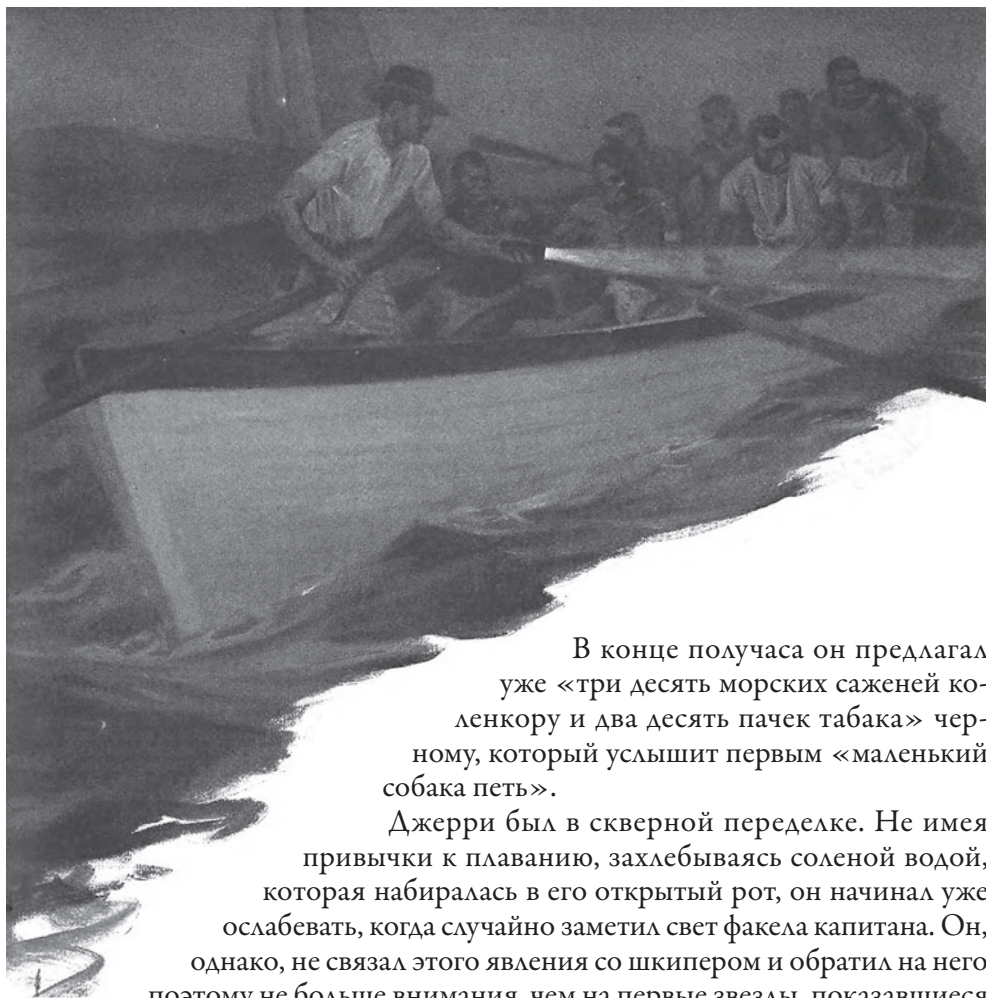 В конце получаса он предлагал
уже «три десять морских саженей ко-
ленкору и два десять пачек табака» чер-
ному, который услышит первым «маленький
собака петь».
Джерри был в скверной переделке. Не имея
привычки к плаванию, захлебываясь соленой водой,
которая набиралась в его открытый рот, он начинал уже
ослабевать, когда случайно заметил свет факела капитана. Он,
однако, не связал этого явления со шкипером и обратил на него
поэтому не больше внимания, чем на первые звезды, показавшиеся